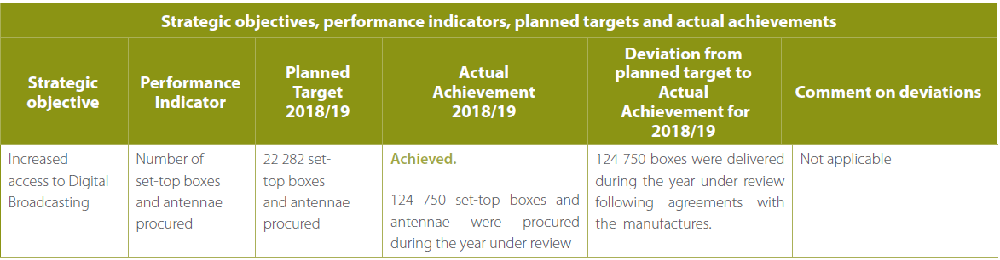 Strategic objectives, performance indicators, planned targets and actual achievements
Strategic
objective
Performance
Indicator
Planned
Target
2018/19
Actual
Achievement
2018/19
Deviation from
planned target to
Actual
Achievement for
2018/19
Comment on deviations
Increased
access to Digital
Broadcasting
Number of
set-top boxes
and antennae
procured
22 282 set-
top boxes
and antennae
procured
Achieved.
124 750 set-top boxes and
antennae were procured
during the year under review
124 750 boxes were delivered
during the year under review
following agreements with
the manufactures.
Not applicable